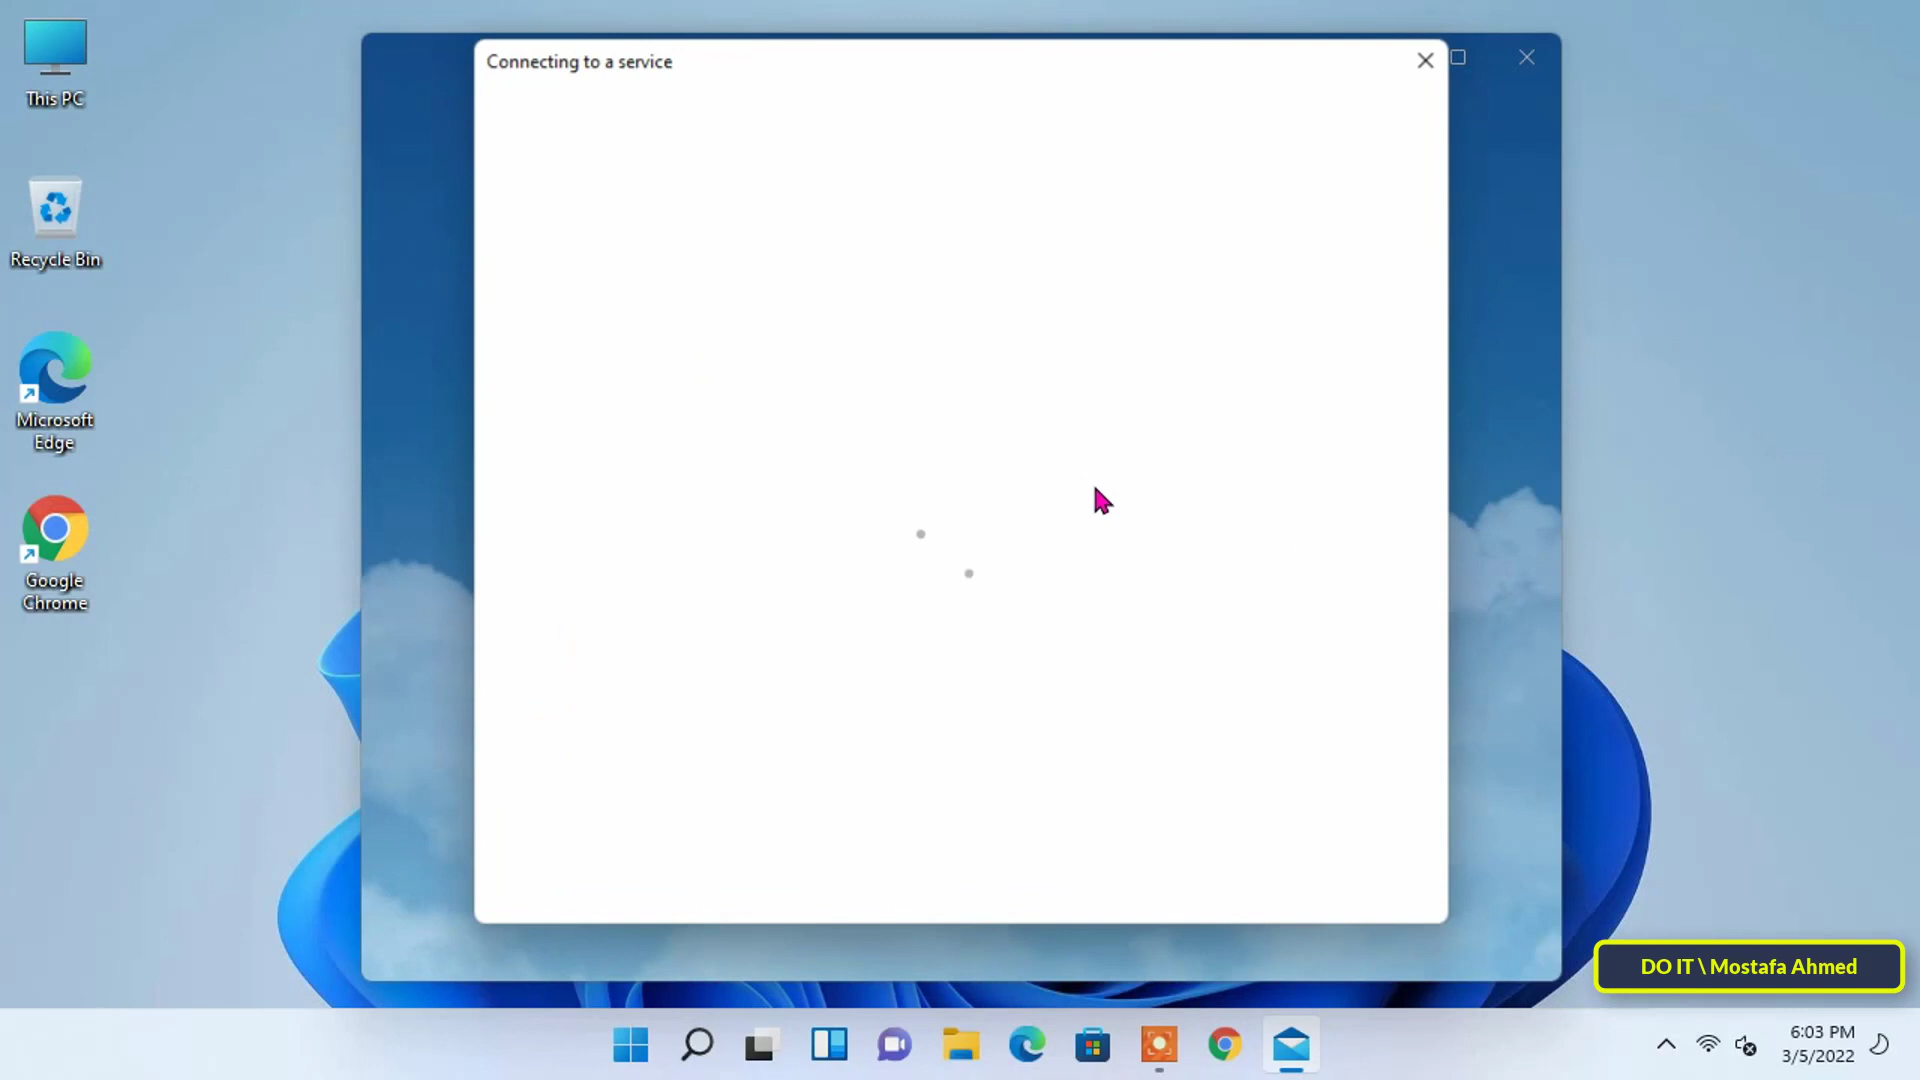 Connecting to a service
This PC
Recycle Bin
Microsoft
Edge
Google
Chrome
DO IT \ Mostafa Ahmed
6:03 PM
3/5/2022